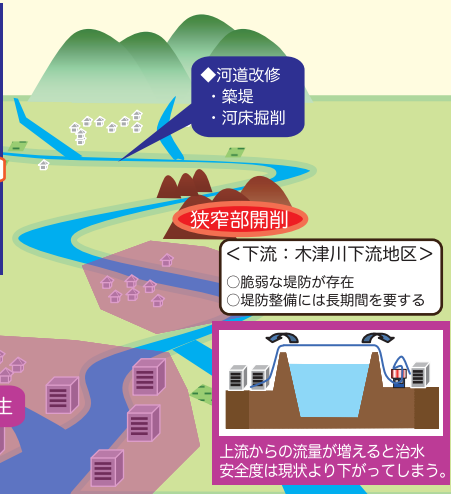 ◆河道改修
・築堤
・河床掘削
狭窄部開削
<下流：木津川下流地区>
○脆弱な堤防が存在
○堤防整備には長期間を要する
生
上流からの流量が増えると治水
安全度は現状より下がってしまう。